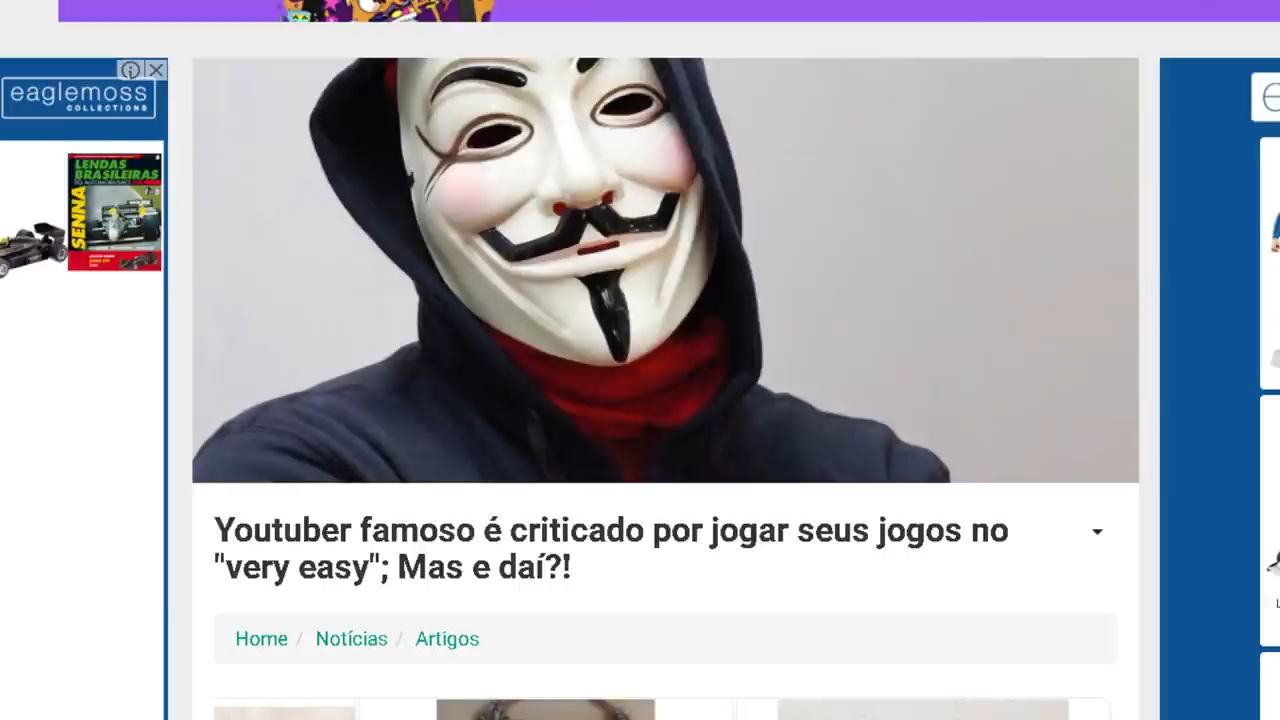 eaglemoss
COLLECTIONS
LENDAS
BRASILEIRAS
SENNA
Youtuber famoso é criticado por jogar seus jogos no
"very easy"; Mas e daí?!
Home / Notícias / Artigos